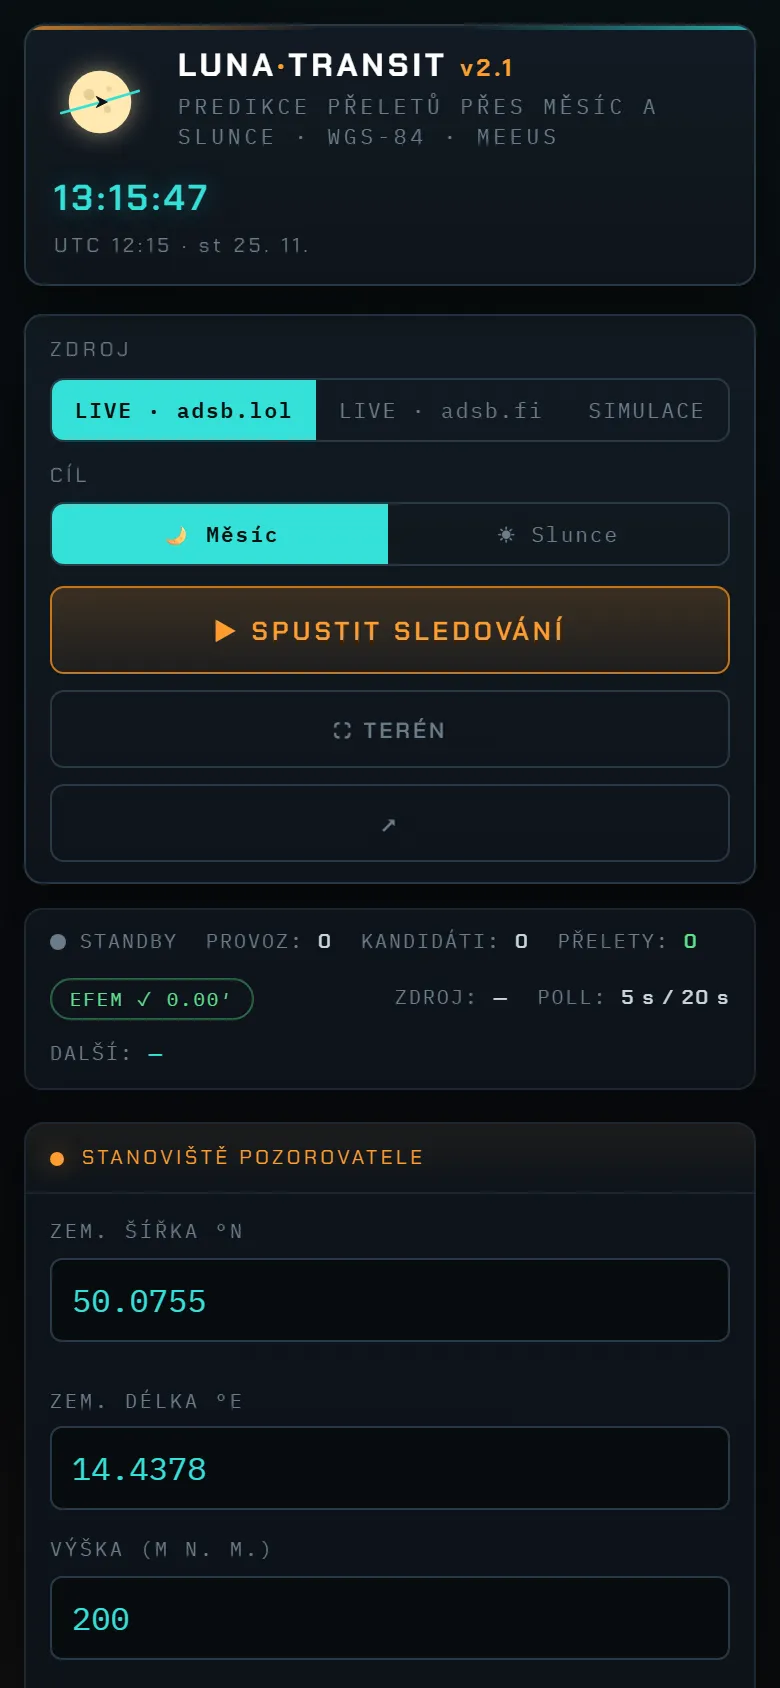 LUNA·TRANSIT v2.1
PREDIKCE PŘELETŮ PŘES MĚSÍC A
SLUNCE · WGS-84 · MEEUS
13:15:47
UTC 12:15 · st 25. 11.
ZDROJ
LIVE · adsb.lol LIVE · adsb.fi SIMULACE
CÍL
🌙 Měsíc ☀ Slunce
▶ SPUSTIT SLEDOVÁNÍ
⛶ TERÉN
↗
STANDBY PROVOZ: 0 KANDIDÁTI: 0 PŘELETY: 0
EFEM ✓ 0.00′ ZDROJ: — POLL: 5 s / 20 s
DALŠÍ: —
STANOVIŠTĚ POZOROVATELE
ZEM. ŠÍŘKA °N
50.0755
ZEM. DÉLKA °E
14.4378
VÝŠKA (M N. M.)
200